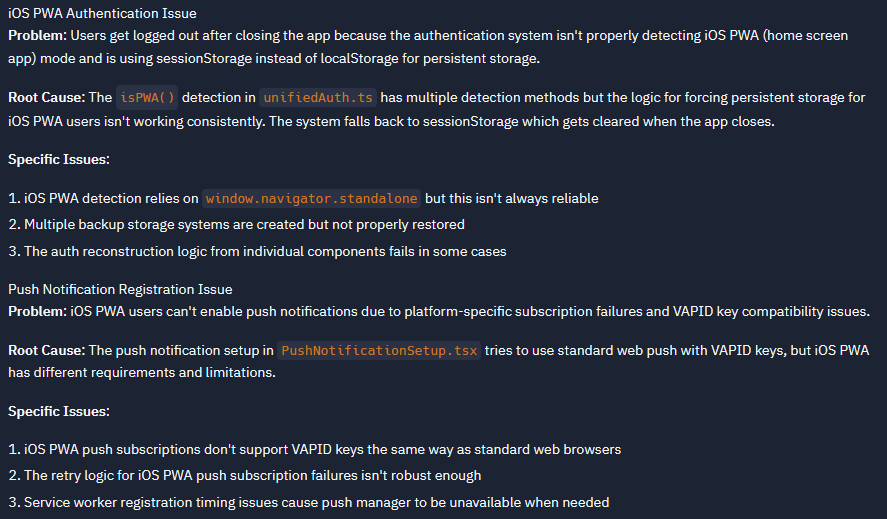 iOS PWA Authentication Issue
Problem: Users get logged out after closing the app because the authentication system isn't properly detecting iOS PWA (home screen
app) mode and is using sessionStorage instead of localStorage for persistent storage.
Root Cause: The isPWA() detection in unifiedAuth.ts has multiple detection methods but the logic for forcing persistent storage for
iOS PWA users isn't working consistently. The system falls back to sessionStorage which gets cleared when the app closes.
Specific Issues:
1. iOS PWA detection relies on window.navigator.standalone but this isn't always reliable
2. Multiple backup storage systems are created but not properly restored
3. The auth reconstruction logic from individual components fails in some cases
Push Notification Registration Issue
Problem: iOS PWA users can't enable push notifications due to platform-specific subscription failures and VAPID key compatibility issues.
Root Cause: The push notification setup in PushNotificationSetup.tsx tries to use standard web push with VAPID keys, but iOS PWA
has different requirements and limitations.
Specific Issues:
1. iOS PWA push subscriptions don't support VAPID keys the same way as standard web browsers
2. The retry logic for iOS PWA push subscription failures isn't robust enough
3. Service worker registration timing issues cause push manager to be unavailable when needed